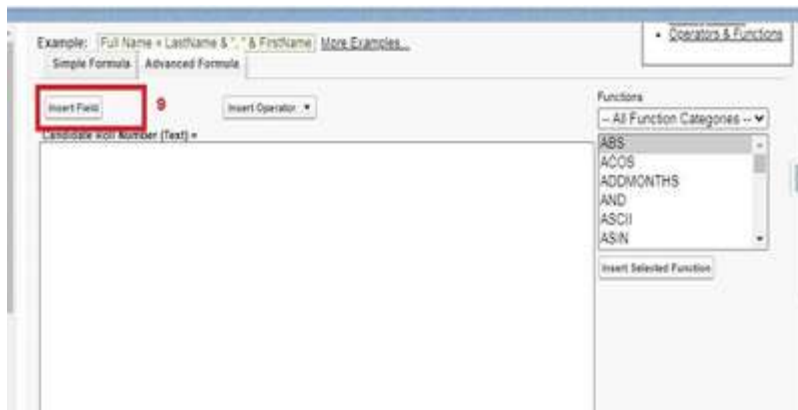 Operators & Functions
Example: Full Name = LastName & ", " & FirstName More Examples...
Simple Formula Advanced Formula
Insert Field 9 Insert Operator ▼
Functions
-- All Function Categories --
Candidate Roll Number (Text) =
ABS
ACOS
ADDMONTHS
AND
ASCII
ASIN
Insert Selected Function